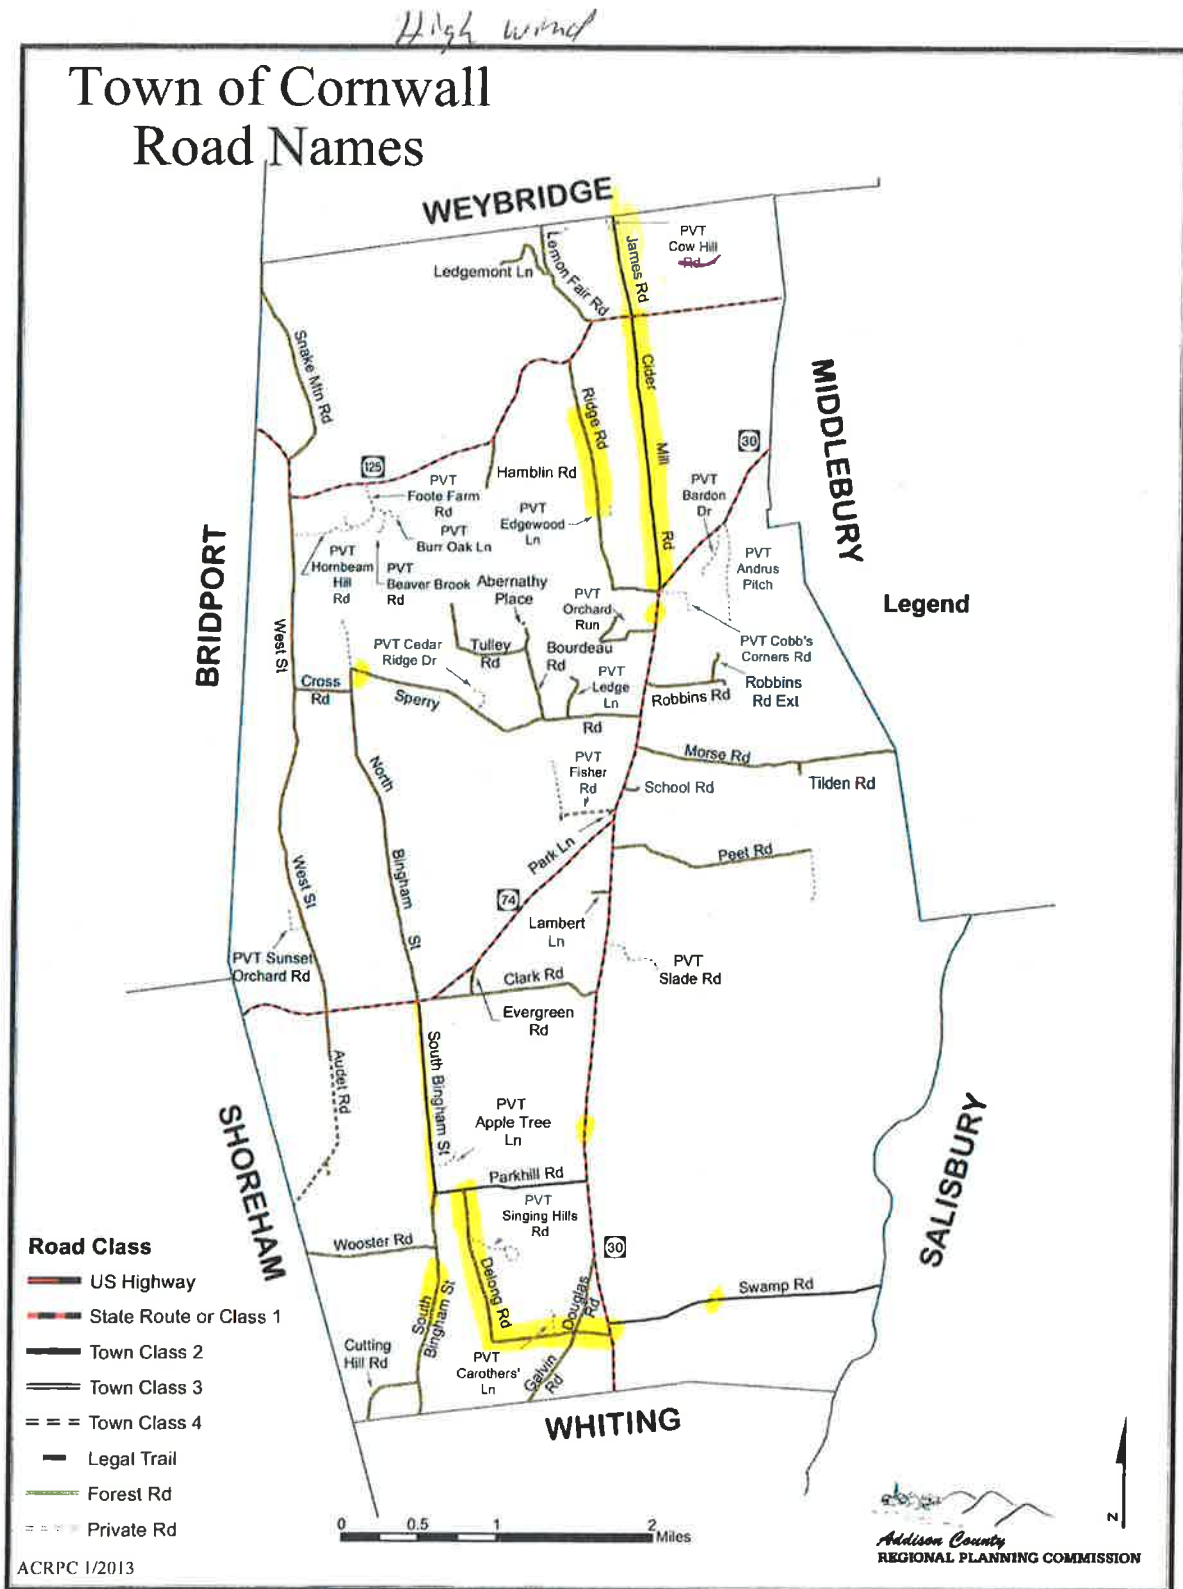 High wind
Town of Cornwall
Road Names
WEYBRIDGE
PVT
Cow Hill
Rd
James Rd
Lemon Fair Rd
Ledgemont Ln
Snake Mtn Rd
Cider
Mill
Rd
Ridge Rd
MIDDLEBURY
30
125
Hamblin Rd
PVT
Foote Farm
Rd
PVT
Edgewood
Ln
PVT
Bardon
Dr
PVT
Burr Oak Ln
PVT
Hornbeam
Hill
Rd
PVT
Beaver Brook
Rd
Abernathy
Place
PVT
Andrus
Pitch
BRIDPORT
PVT
Orchard
Run
Legend
West St
PVT Cedar
Ridge Dr
Tulley
Rd
Bourdeau
Rd
PVT
Ledge
Ln
PVT Cobb's
Corners Rd
Cross
Rd
Sperry
Rd
Robbins Rd
Robbins
Rd Ext
North
Bingham
St
PVT
Fisher
Rd
Morse Rd
School Rd
Tilden Rd
Park Ln
Peet Rd
West St
74
Lambert
Ln
PVT Sunset
Orchard Rd
PVT
Slade Rd
Clark Rd
Evergreen
Rd
Audet Rd
South Bingham St
PVT
Apple Tree
Ln
SHOREHAM
SALISBURY
Parkhill Rd
PVT
Singing Hills
Rd
Wooster Rd
30
Delong Rd
Douglas
Rd
Swamp Rd
South
Bingham St
Cutting
Hill Rd
PVT
Carothers'
Ln
Galvin
Rd
WHITING
Road Class
US Highway
State Route or Class 1
Town Class 2
Town Class 3
Town Class 4
Legal Trail
Forest Rd
Private Rd
0 0.5 1 2
Miles
N
Addison County
REGIONAL PLANNING COMMISSION
ACRPC 1/2013